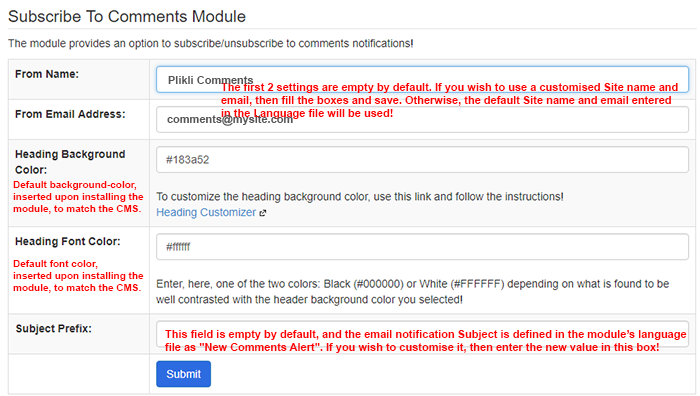 Subscribe To Comments Module
The module provides an option to subscribe/unsubscribe to comments notifications!
From Name:
Plikli Comments
The first 2 settings are empty by default. If you wish to use a customised Site name and
email, then fill the boxes and save. Otherwise, the default Site name and email entered
in the Language file will be used!
From Email Address:
comments@mysite.com
Heading Background
Color:
Default background-color,
inserted upon installing the
module, to match the CMS.
#183a52
To customize the heading background color, use this link and follow the instructions!
Heading Customizer
Heading Font Color:
Default font color,
inserted upon installing the
module, to match the CMS.
#ffffff
Enter, here, one of the two colors: Black (#000000) or White (#FFFFFF) depending on what is found to be
well contrasted with the header background color you selected!
Subject Prefix:
This field is empty by default, and the email notification Subject is defined in the module’s language
file as "New Comments Alert". If you wish to customise it, then enter the new value in this box!
Submit